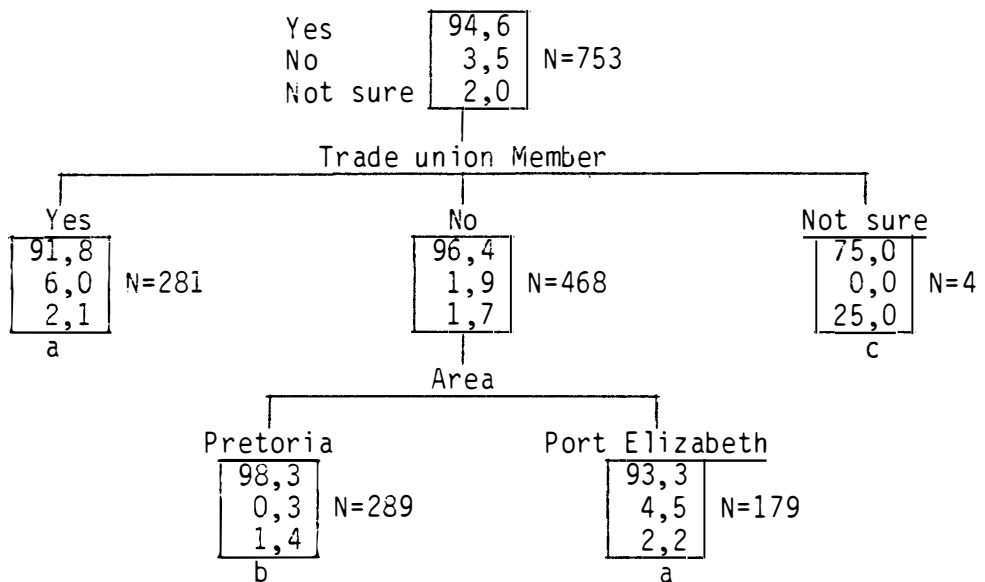 Yes 94,6
No 3,5 N=753
Not sure 2,0
Trade union Member
Yes No Not sure
91,8 96,4 75,0
6,0 N=281 1,9 N=468 0,0 N=4
2,1 1,7 25,0
a c
Area
Pretoria Port Elizabeth
98,3 93,3
0,3 N=289 4,5 N=179
1,4 2,2
b a